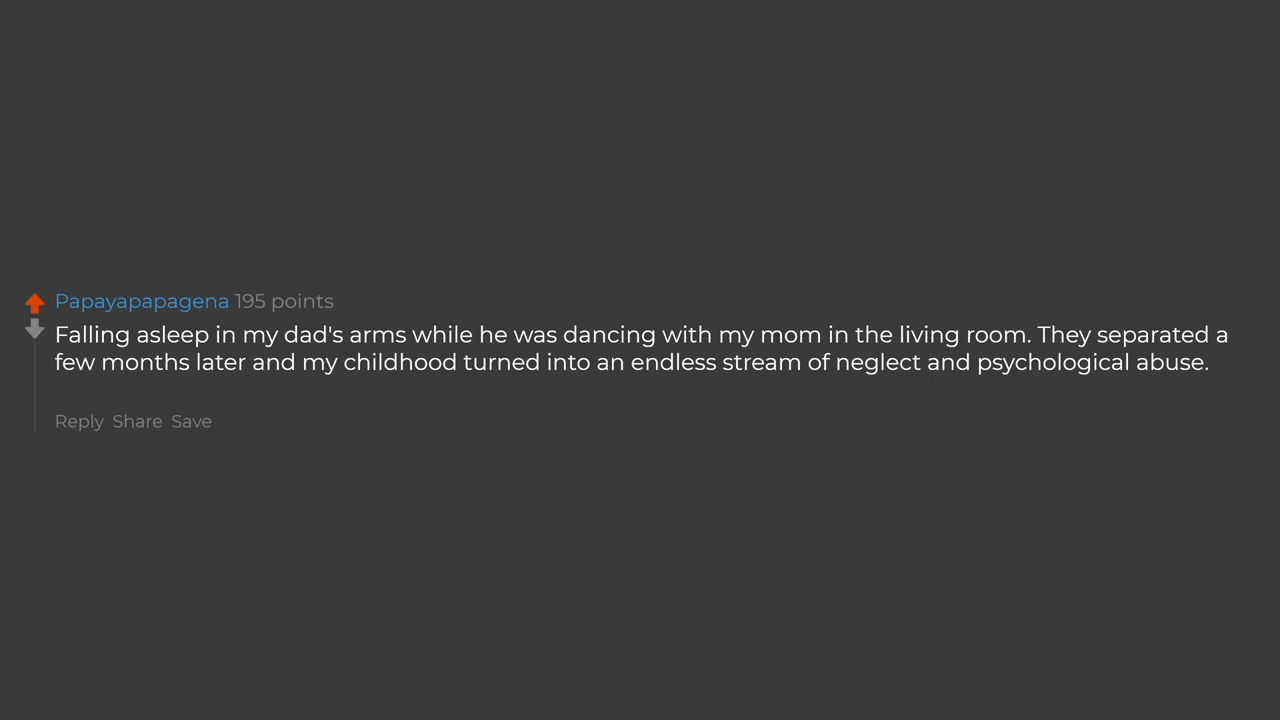 Papayapapagena 195 points
Falling asleep in my dad's arms while he was dancing with my mom in the living room. They separated a
few months later and my childhood turned into an endless stream of neglect and psychological abuse.
Reply Share Save